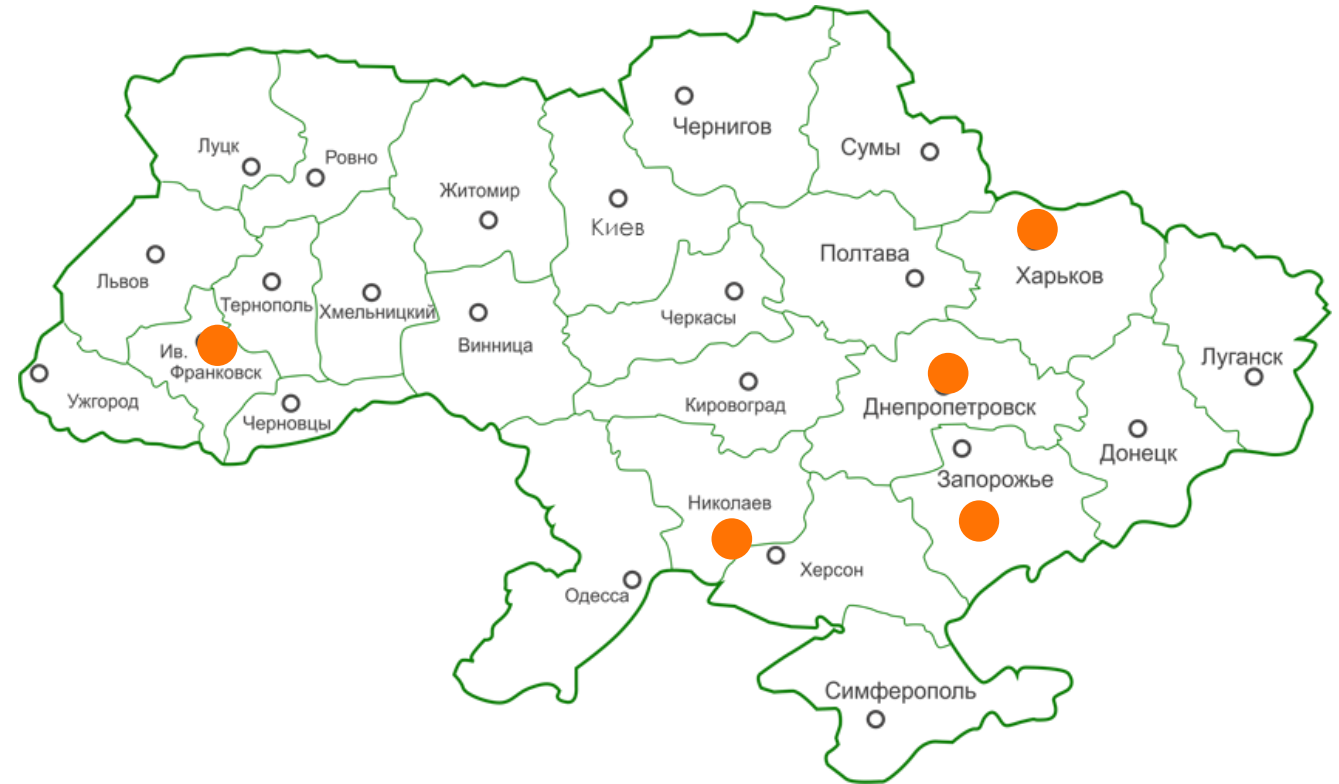 Чернигов
Сумы
Луцк
Ровно
Житомир
Киев
Полтава
Харьков
Львов
Тернополь
Хмельницкий
Черкасы
Винница
Ив.
Франковск
Луганск
Ужгород
Черновцы
Кировоград
Днепропетровск
Донецк
Запорожье
Николаев
Херсон
Одесса
Симферополь